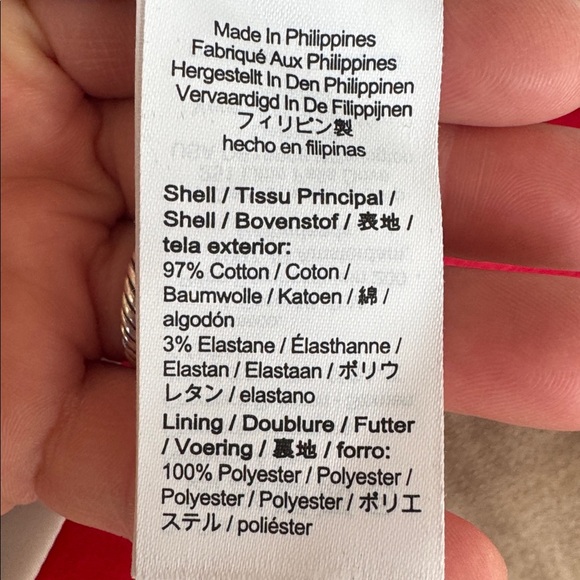 Made In Philippines
Fabriqué Aux Philippines
Hergestellt In Den Philippinen
Vervaardigd In De Filippijnen
フィリピン製
hecho en filipinas
Shell / Tissu Principal /
Shell / Bovenstof / 表地 /
tela exterior:
97% Cotton / Coton /
Baumwolle / Katoen / 綿 /
algodón
3% Elastane / Élasthanne /
Elastan / Elastaan / ポリウ
レタン / elastano
Lining / Doublure / Futter
/ Voering / 裏地 / forro:
100% Polyester / Polyester /
Polyester / Polyester / ポリエ
ステル / poliéster